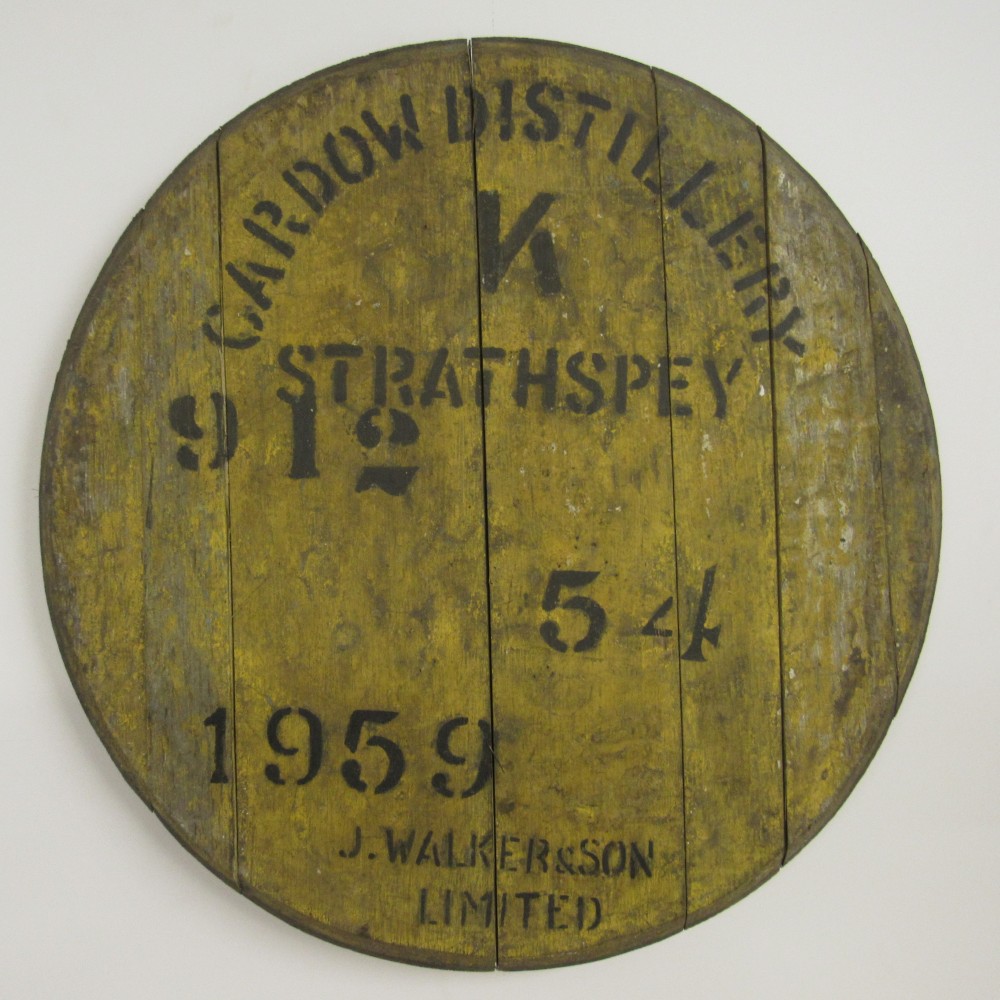 CARDOW DISTILLERY
K
STRATHSPEY
912
54
1959
J. WALKER & SON
LIMITED